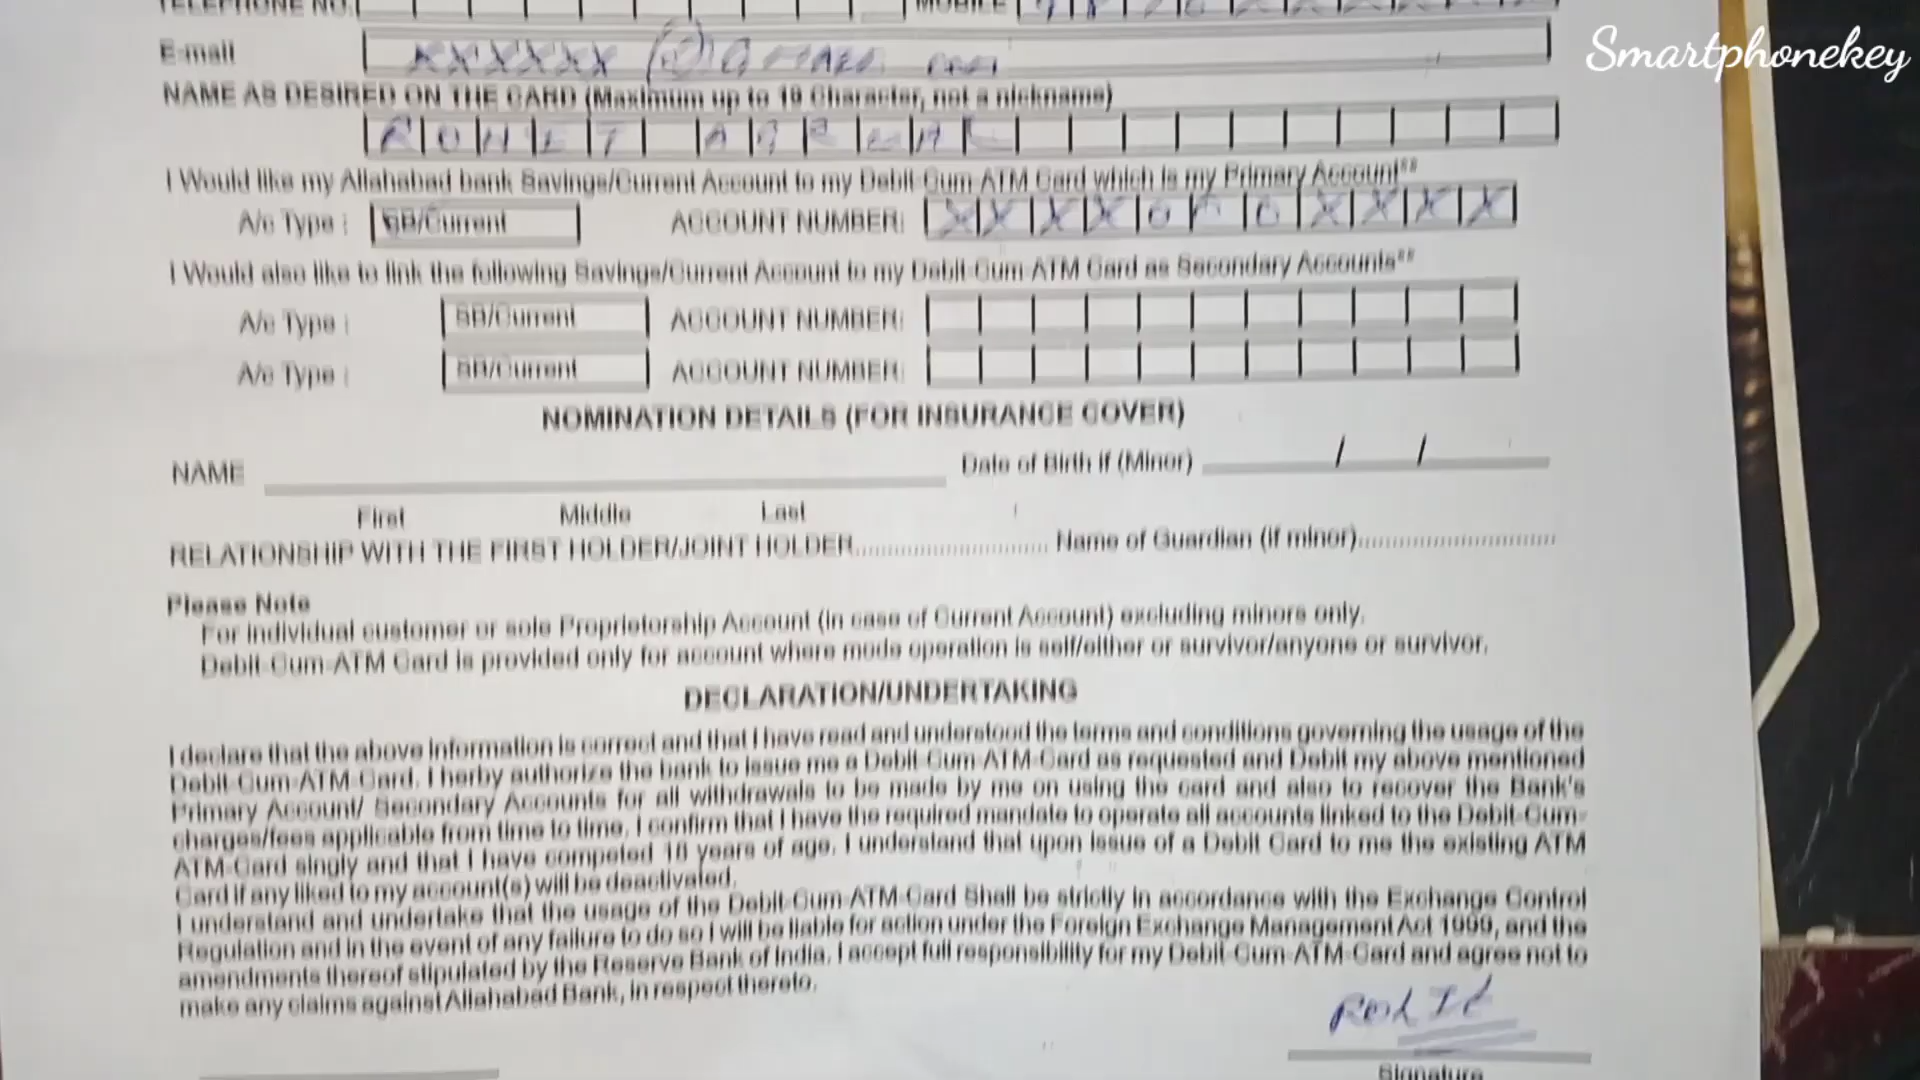 Smartphonekey
TELEPHONE NO. MOBILE
E-mail XXXXXX @ gmail. com
NAME AS DESIRED ON THE CARD (Maximum up to 19 Character, not a nickname)
I Would like my Allahabad bank Savings/Current Account to my Debit-Cum-ATM Card which is my Primary Account**
A/c Type : SB/Current ACCOUNT NUMBER: XXXX000XXXX
I Would also like to link the following Savings/Current Account to my Debit-Cum-ATM Card as Secondary Accounts**
A/c Type : SB/Current ACCOUNT NUMBER:
A/c Type : SB/Current ACCOUNT NUMBER:
NOMINATION DETAILS (FOR INSURANCE COVER)
NAME Date of Birth if (Minor) / /
First Middle Last
RELATIONSHIP WITH THE FIRST HOLDER/JOINT HOLDER.............................. Name of Guardian (if minor)..............................
Please Note
For individual customer or sole Proprietorship Account (in case of Current Account) excluding minors only.
Debit-Cum-ATM Card is provided only for account where mode operation is self/either or survivor/anyone or survivor.
DECLARATION/UNDERTAKING
I declare that the above information is correct and that I have read and understood the terms and conditions governing the usage of the
Debit-Cum-ATM-Card. I herby authorize the bank to issue me a Debit-Cum-ATM-Card as requested and Debit my above mentioned
Primary Account/ Secondary Accounts for all withdrawals to be made by me on using the card and also to recover the Bank's
charges/fees applicable from time to time. I confirm that I have the required mandate to operate all accounts linked to the Debit-Cum-
ATM-Card singly and that I have competed 18 years of age. I understand that upon issue of a Debit Card to me the existing ATM
Card if any liked to my account(s) will be deactivated.
I understand and undertake that the usage of the Debit-Cum-ATM-Card Shall be strictly in accordance with the Exchange Control
Regulation and in the event of any failure to do so I will be liable for action under the Foreign Exchange Management Act 1999, and the
amendments thereof stipulated by the Reserve Bank of India. I accept full responsibility for my Debit-Cum-ATM-Card and agree not to
make any claims against Allahabad Bank, in respect thereto.
Signature